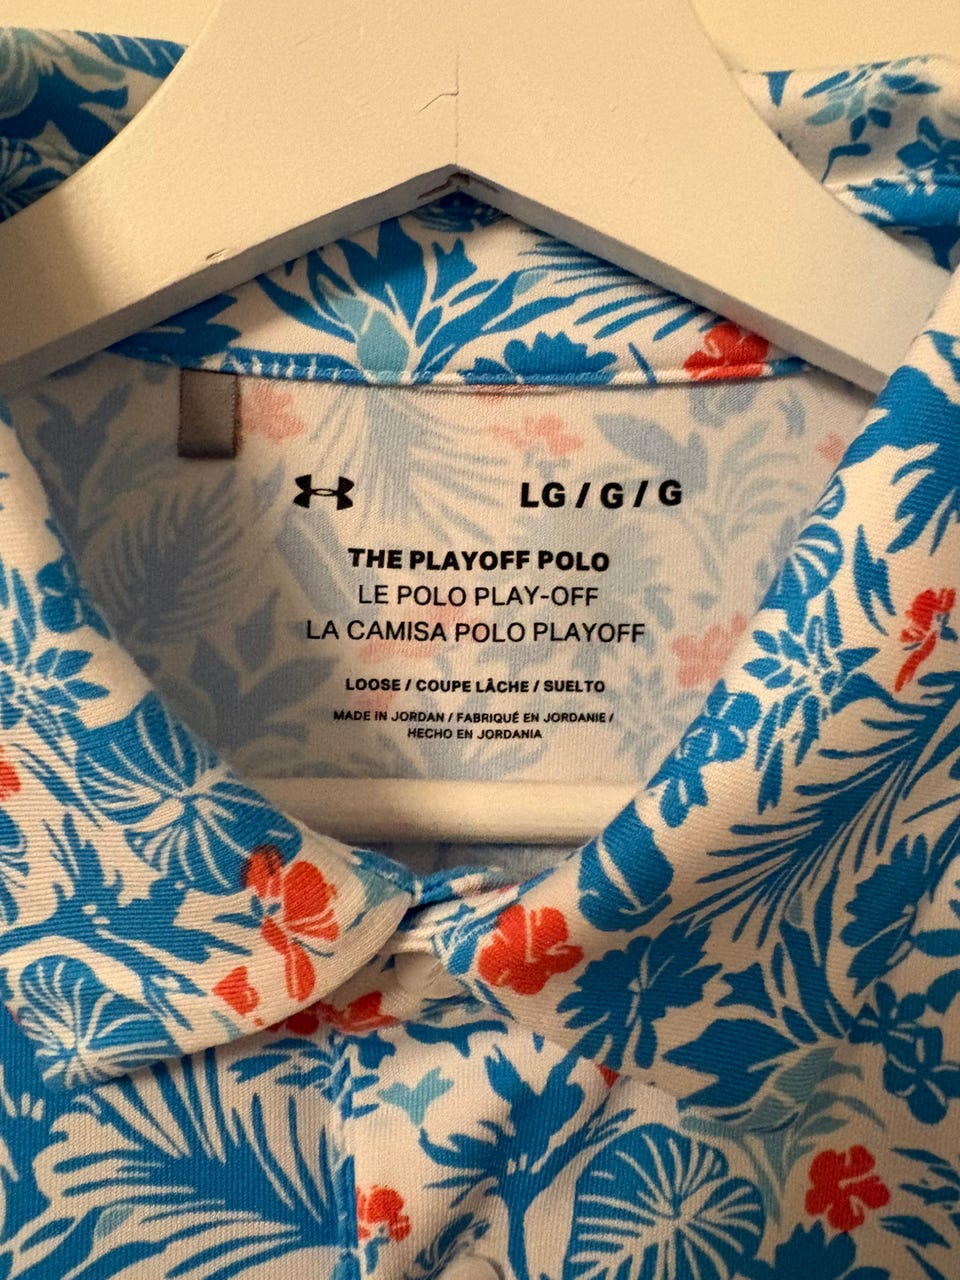 LG / G / G
THE PLAYOFF POLO
LE POLO PLAY-OFF
LA CAMISA POLO PLAYOFF
LOOSE / COUPE LÂCHE / SUELTO
MADE IN JORDAN / FABRIQUÉ EN JORDANIE /
HECHO EN JORDANIA